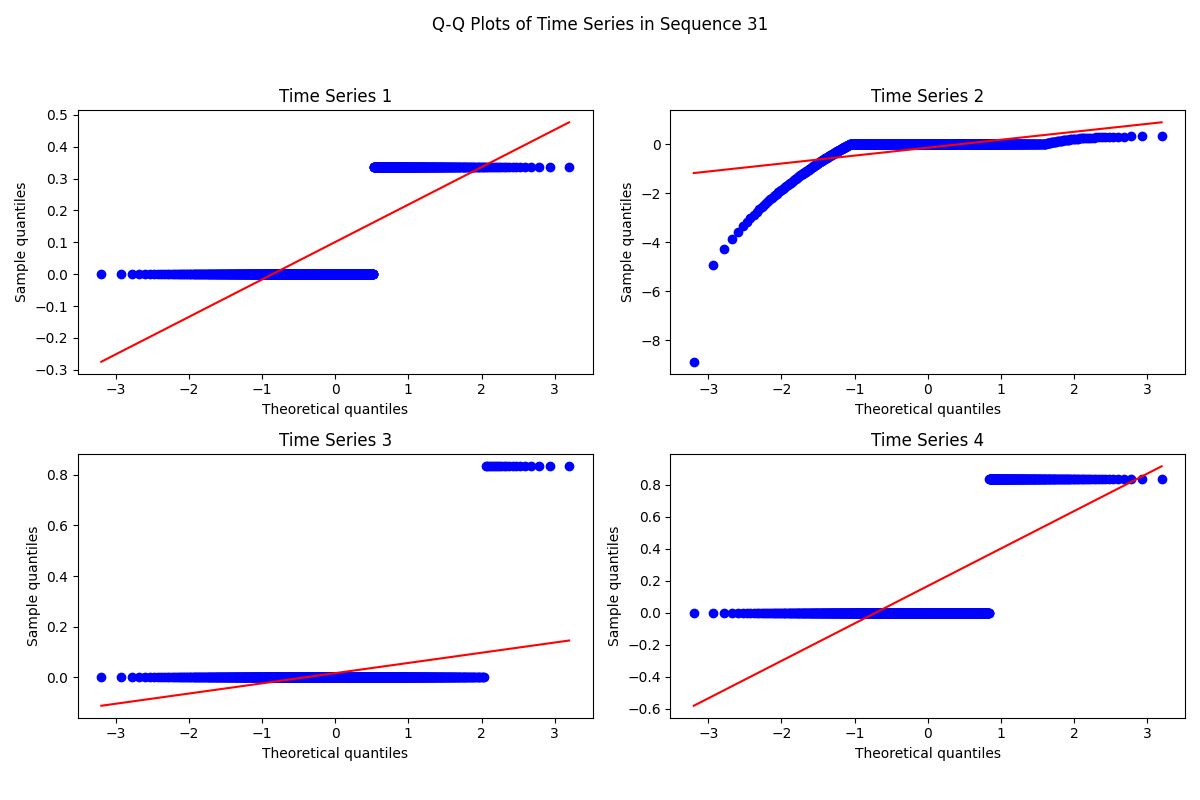 Q-Q Plots of Time Series in Sequence 31
Time Series 1
Sample quantiles
0.5
0.4
0.3
0.2
0.1
0.0
−0.1
−0.2
−0.3
−3 −2 −1 0 1 2 3
Theoretical quantiles
Time Series 2
Sample quantiles
0
−2
−4
−6
−8
−3 −2 −1 0 1 2 3
Theoretical quantiles
Time Series 3
Sample quantiles
0.8
0.6
0.4
0.2
0.0
−3 −2 −1 0 1 2 3
Theoretical quantiles
Time Series 4
Sample quantiles
0.8
0.6
0.4
0.2
0.0
−0.2
−0.4
−0.6
−3 −2 −1 0 1 2 3
Theoretical quantiles